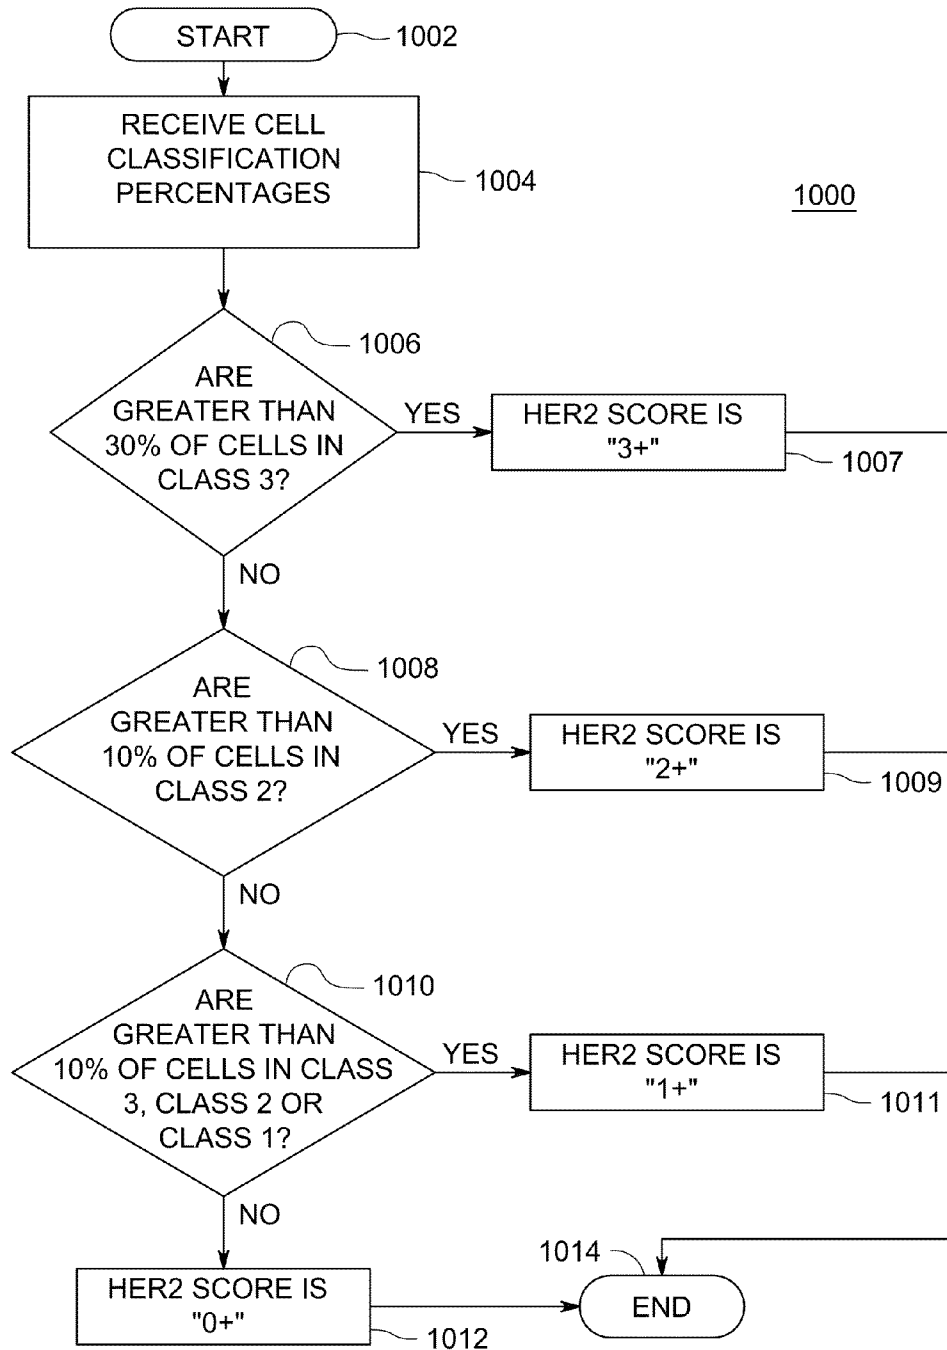 START
1002
RECEIVE CELL
CLASSIFICATION
PERCENTAGES
1004
1000
1006
ARE
GREATER THAN
30% OF CELLS IN
CLASS 3?
YES
HER2 SCORE IS
"3+"
1007
NO
1008
ARE
GREATER THAN
10% OF CELLS IN
CLASS 2?
YES
HER2 SCORE IS
"2+"
1009
NO
1010
ARE
GREATER THAN
10% OF CELLS IN CLASS
3, CLASS 2 OR
CLASS 1?
YES
HER2 SCORE IS
"1+"
1011
NO
HER2 SCORE IS
"0+"
1012
1014
END